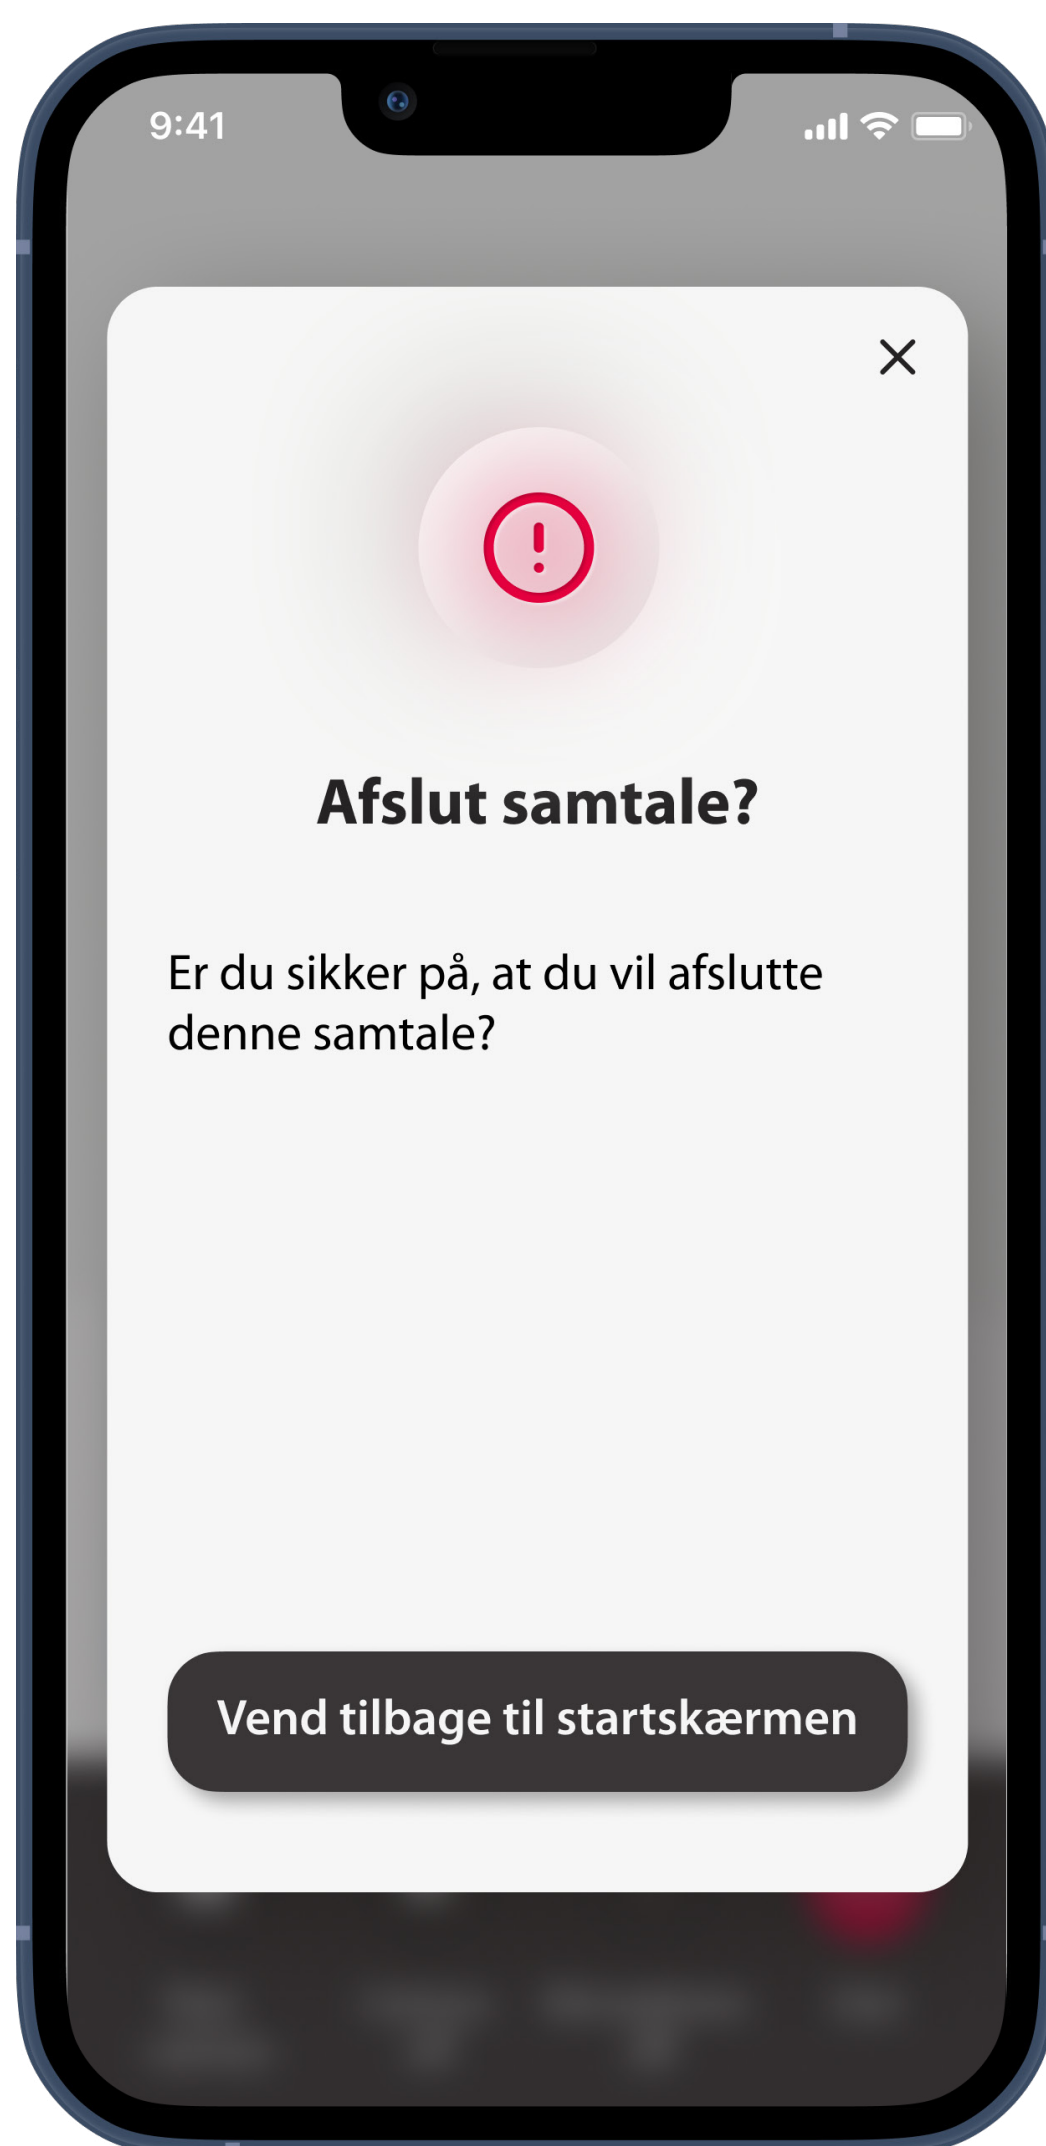 9:41
Afslut samtale?
Er du sikker på, at du vil afslutte
denne samtale?
Vend tilbage til startskærmen